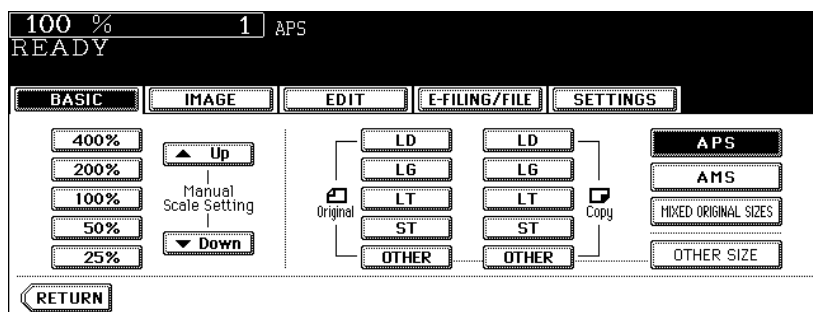 100 % 1 APS
READY
BASIC IMAGE EDIT E-FILING/FILE SETTINGS
400%
200%
100%
50%
25%
Up
Manual
Scale Setting
Down
Original
LD
LG
LT
ST
OTHER
LD
LG
LT
ST
OTHER
Copy
APS
AMS
MIXED ORIGINAL SIZES
OTHER SIZE
RETURN